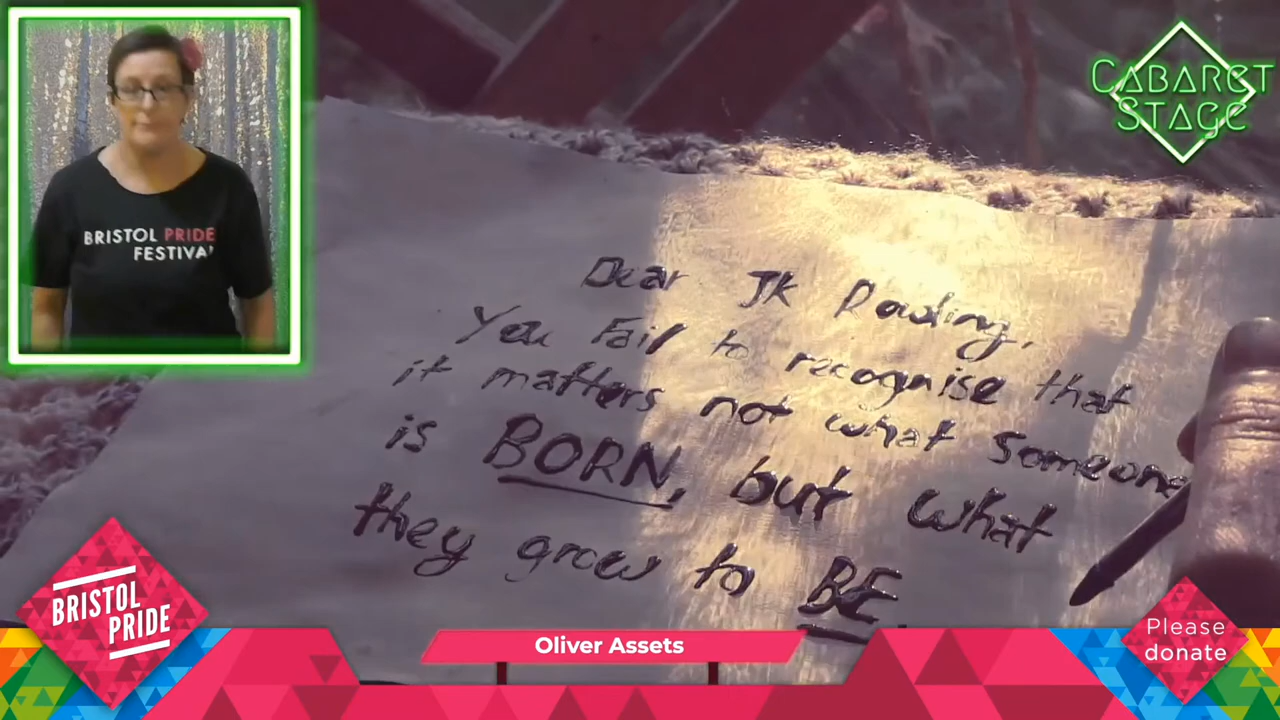 CABARET
STAGE
BRISTOL PRIDE
FESTIVAL
Dear JK Rowling,
You Fail to recognise that
it matters not what someone
is BORN, but what
they grow to BE
BRISTOL
PRIDE
Oliver Assets
Please
donate